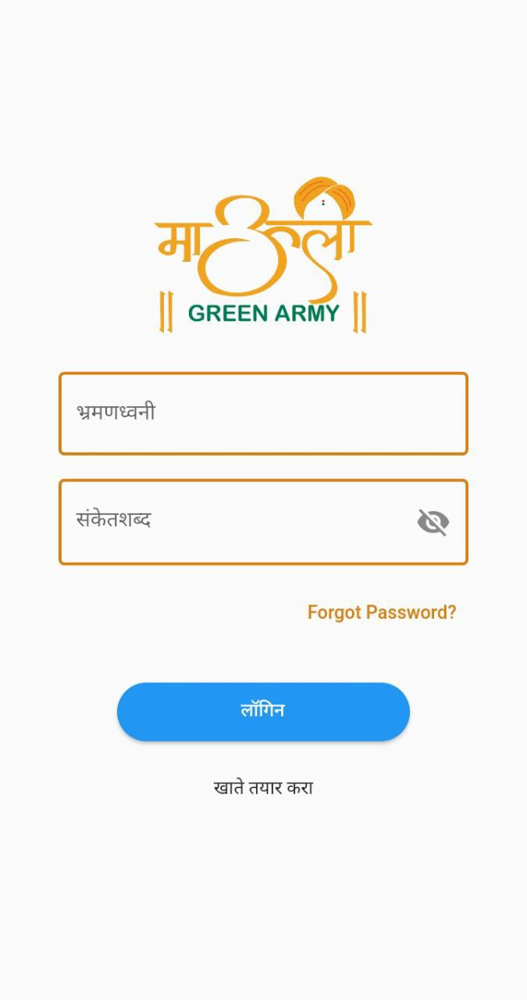 माऊली
|| GREEN ARMY ||
भ्रमणध्वनी
संकेतशब्द
Forgot Password?
लॉगिन
खाते तयार करा